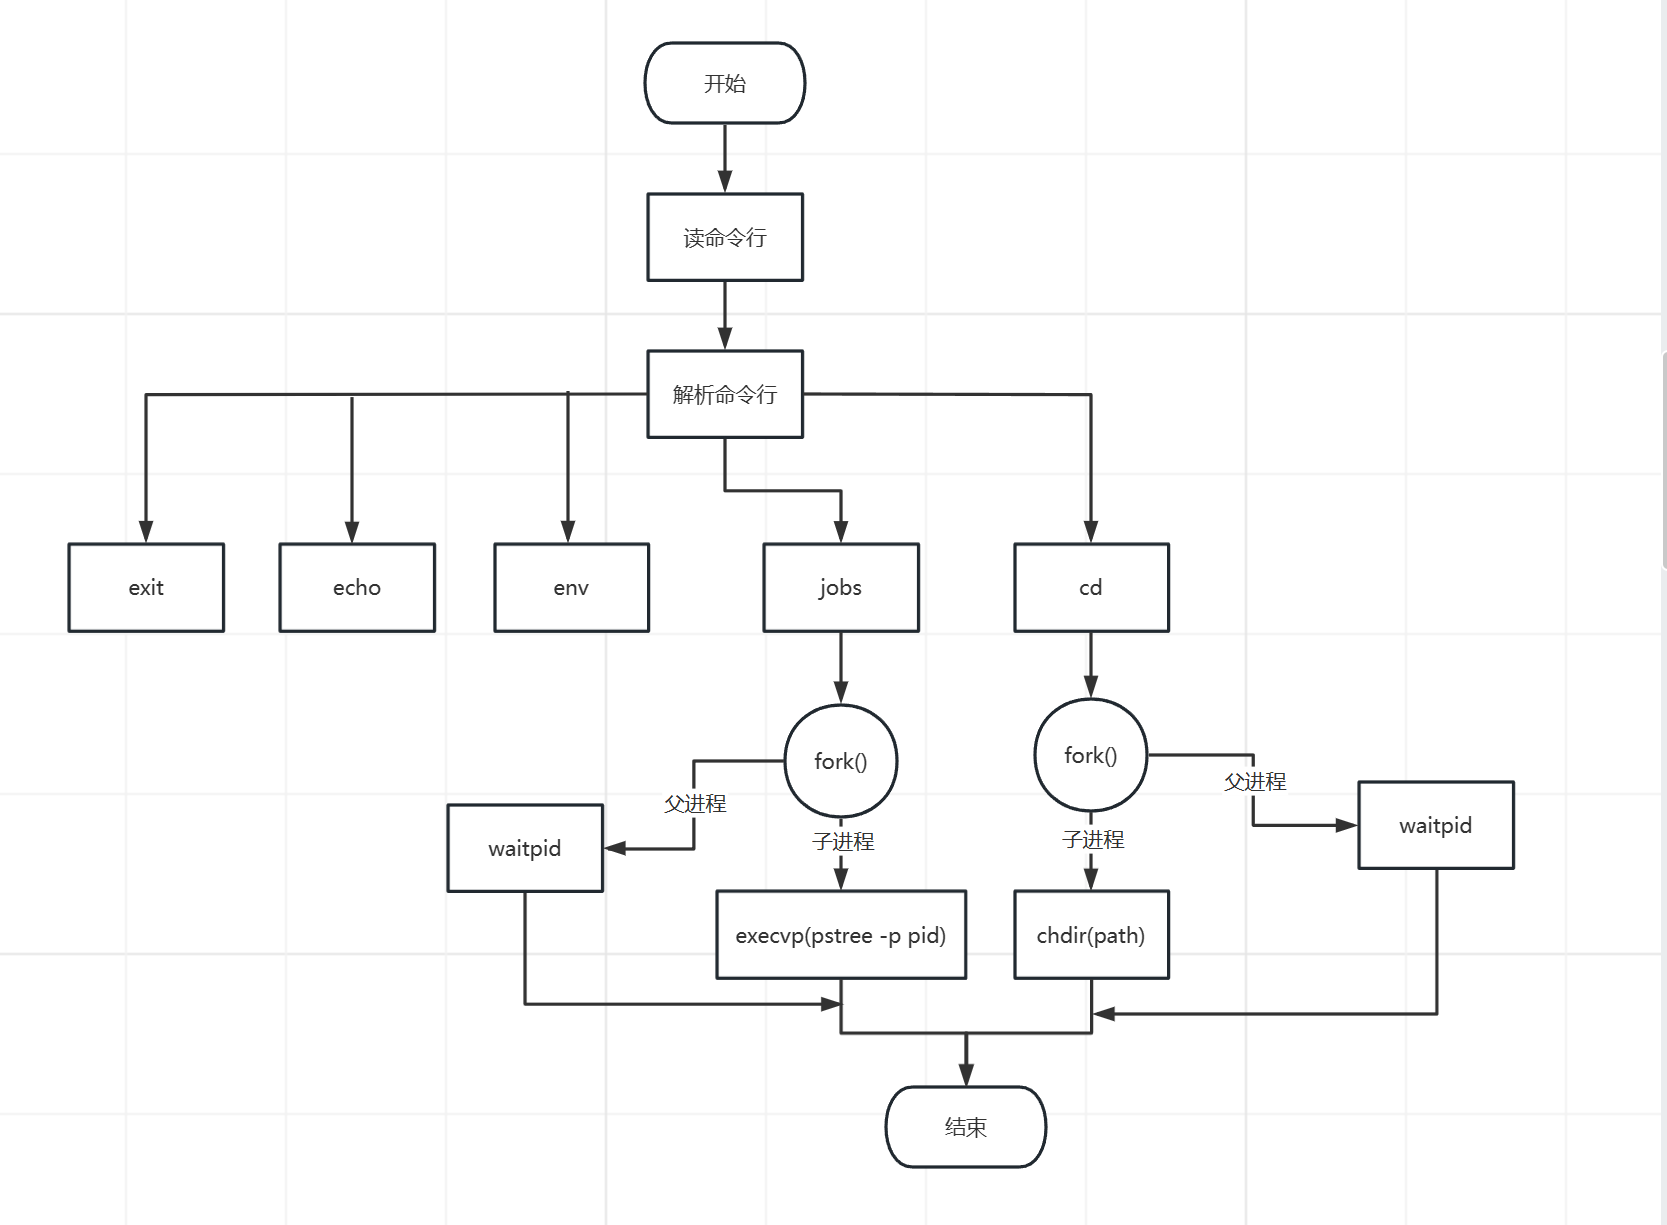 开始
读命令行
解析命令行
exit
echo
env
jobs
cd
fork()
fork()
父进程
父进程
子进程
子进程
waitpid
waitpid
execvp(pstree -p pid)
chdir(path)
结束